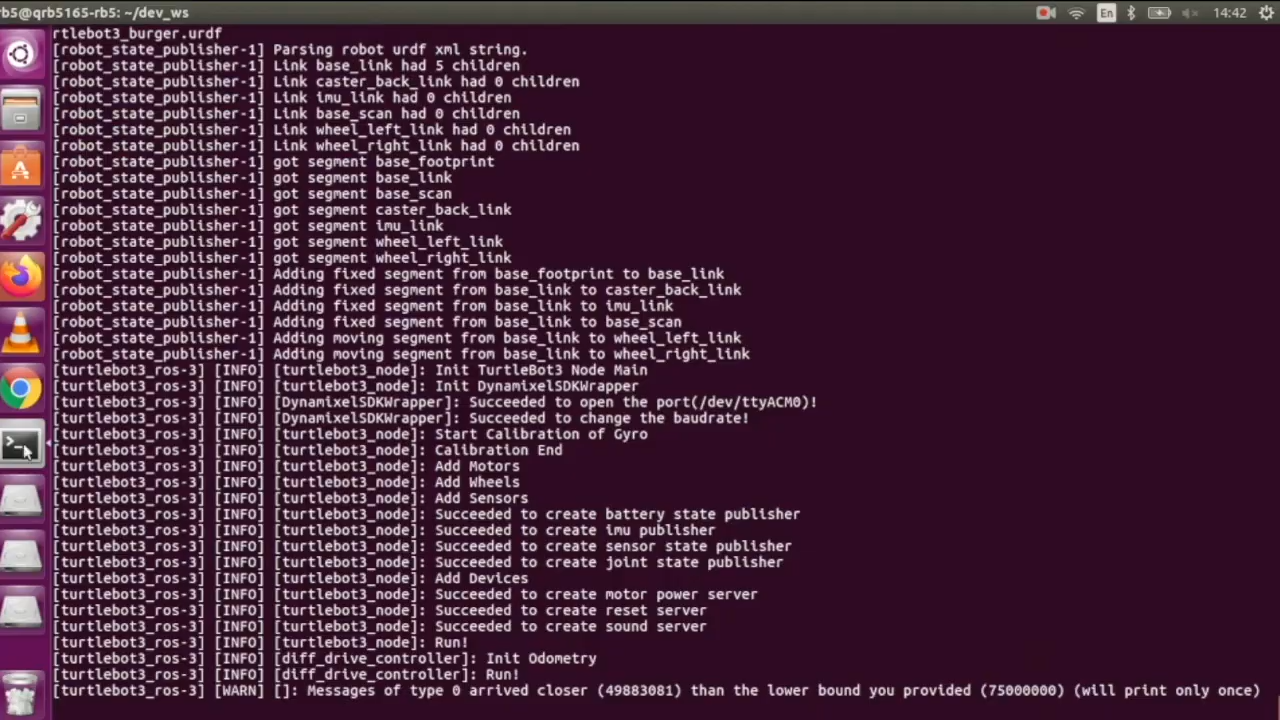 rb5@qrb5165-rb5: ~/dev_ws
En
14:42
rtlebot3_burger.urdf
[robot_state_publisher-1] Parsing robot urdf xml string.
[robot_state_publisher-1] Link base_link had 5 children
[robot_state_publisher-1] Link caster_back_link had 0 children
[robot_state_publisher-1] Link imu_link had 0 children
[robot_state_publisher-1] Link base_scan had 0 children
[robot_state_publisher-1] Link wheel_left_link had 0 children
[robot_state_publisher-1] Link wheel_right_link had 0 children
[robot_state_publisher-1] got segment base_footprint
[robot_state_publisher-1] got segment base_link
[robot_state_publisher-1] got segment base_scan
[robot_state_publisher-1] got segment caster_back_link
[robot_state_publisher-1] got segment imu_link
[robot_state_publisher-1] got segment wheel_left_link
[robot_state_publisher-1] got segment wheel_right_link
[robot_state_publisher-1] Adding fixed segment from base_footprint to base_link
[robot_state_publisher-1] Adding fixed segment from base_link to caster_back_link
[robot_state_publisher-1] Adding fixed segment from base_link to imu_link
[robot_state_publisher-1] Adding fixed segment from base_link to base_scan
[robot_state_publisher-1] Adding moving segment from base_link to wheel_left_link
[robot_state_publisher-1] Adding moving segment from base_link to wheel_right_link
[turtlebot3_ros-3] [INFO] [turtlebot3_node]: Init TurtleBot3 Node Main
[turtlebot3_ros-3] [INFO] [turtlebot3_node]: Init DynamixelSDKWrapper
[turtlebot3_ros-3] [INFO] [DynamixelSDKWrapper]: Succeeded to open the port(/dev/ttyACM0)!
[turtlebot3_ros-3] [INFO] [DynamixelSDKWrapper]: Succeeded to change the baudrate!
[turtlebot3_ros-3] [INFO] [turtlebot3_node]: Start Calibration of Gyro
[turtlebot3_ros-3] [INFO] [turtlebot3_node]: Calibration End
[turtlebot3_ros-3] [INFO] [turtlebot3_node]: Add Motors
[turtlebot3_ros-3] [INFO] [turtlebot3_node]: Add Wheels
[turtlebot3_ros-3] [INFO] [turtlebot3_node]: Add Sensors
[turtlebot3_ros-3] [INFO] [turtlebot3_node]: Succeeded to create battery state publisher
[turtlebot3_ros-3] [INFO] [turtlebot3_node]: Succeeded to create imu publisher
[turtlebot3_ros-3] [INFO] [turtlebot3_node]: Succeeded to create sensor state publisher
[turtlebot3_ros-3] [INFO] [turtlebot3_node]: Succeeded to create joint state publisher
[turtlebot3_ros-3] [INFO] [turtlebot3_node]: Add Devices
[turtlebot3_ros-3] [INFO] [turtlebot3_node]: Succeeded to create motor power server
[turtlebot3_ros-3] [INFO] [turtlebot3_node]: Succeeded to create reset server
[turtlebot3_ros-3] [INFO] [turtlebot3_node]: Succeeded to create sound server
[turtlebot3_ros-3] [INFO] [turtlebot3_node]: Run!
[turtlebot3_ros-3] [INFO] [diff_drive_controller]: Init Odometry
[turtlebot3_ros-3] [INFO] [diff_drive_controller]: Run!
[turtlebot3_ros-3] [WARN] []: Messages of type 0 arrived closer (49883081) than the lower bound you provided (75000000) (will print only once)